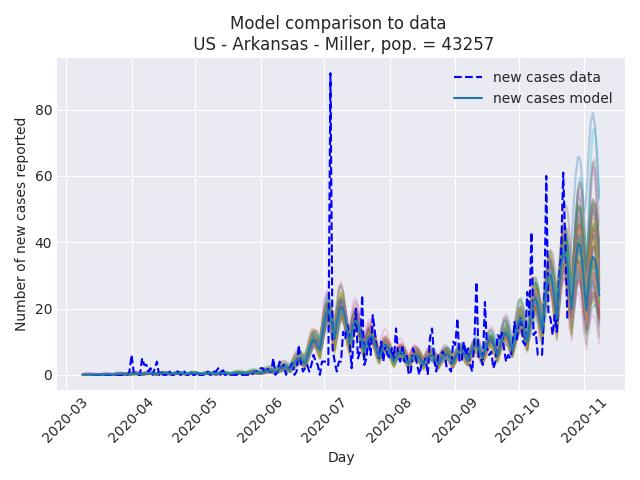 Model comparison to data
US - Arkansas - Miller, pop. = 43257
new cases data
new cases model
Number of new cases reported
80
60
40
20
0
2020-03
2020-04
2020-05
2020-06
2020-07
2020-08
2020-09
2020-10
2020-11
Day